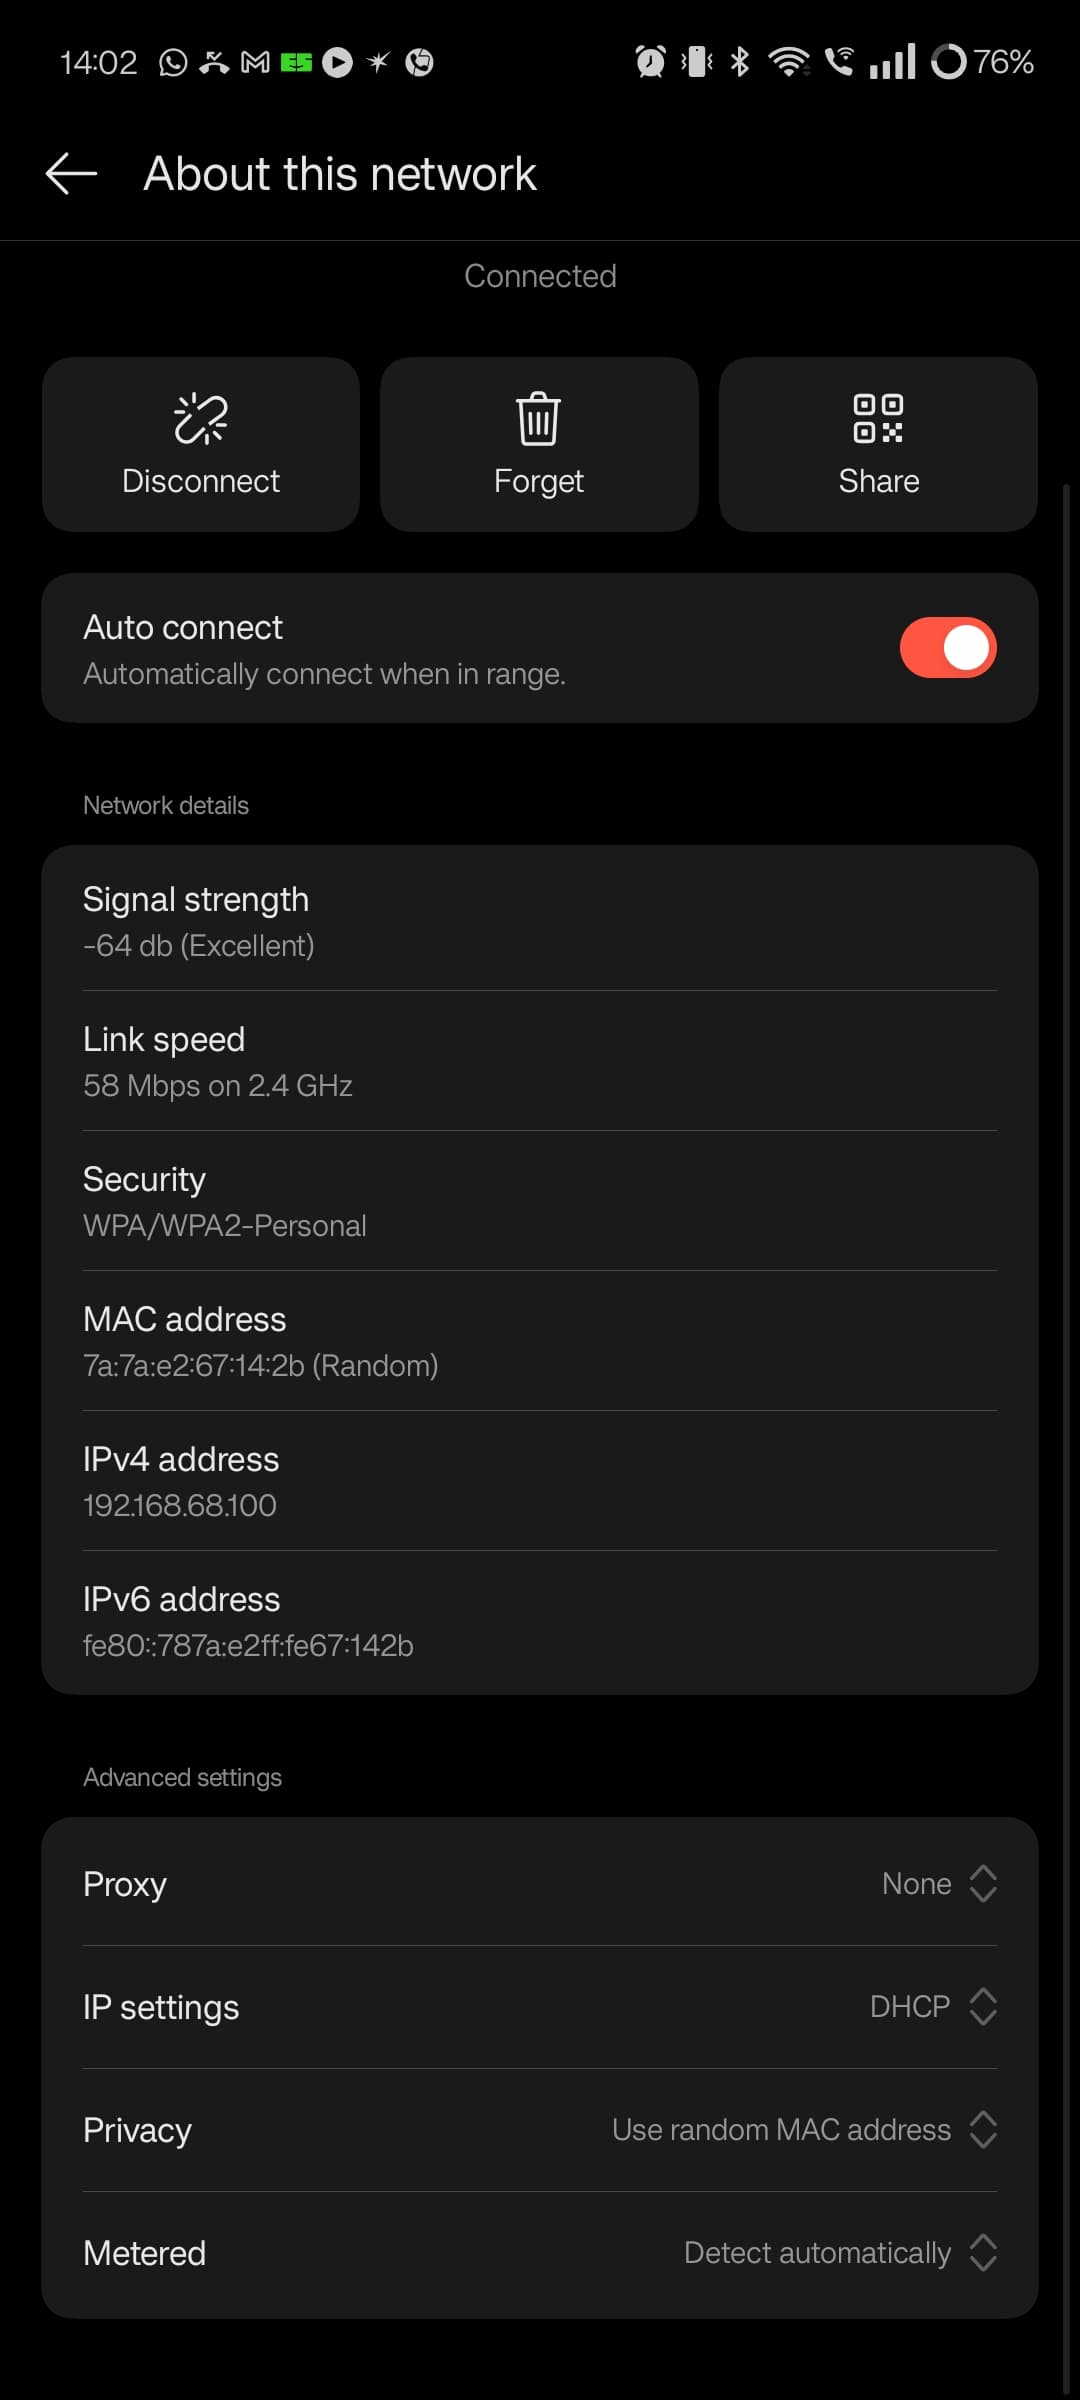 14:02 ES 76%
About this network
Connected
Disconnect Forget Share
Auto connect
Automatically connect when in range.
Network details
Signal strength
-64 db (Excellent)
Link speed
58 Mbps on 2.4 GHz
Security
WPA/WPA2-Personal
MAC address
7a:7a:e2:67:14:2b (Random)
IPv4 address
192.168.68.100
IPv6 address
fe80::787a:e2ff:fe67:142b
Advanced settings
Proxy None
IP settings DHCP
Privacy Use random MAC address
Metered Detect automatically